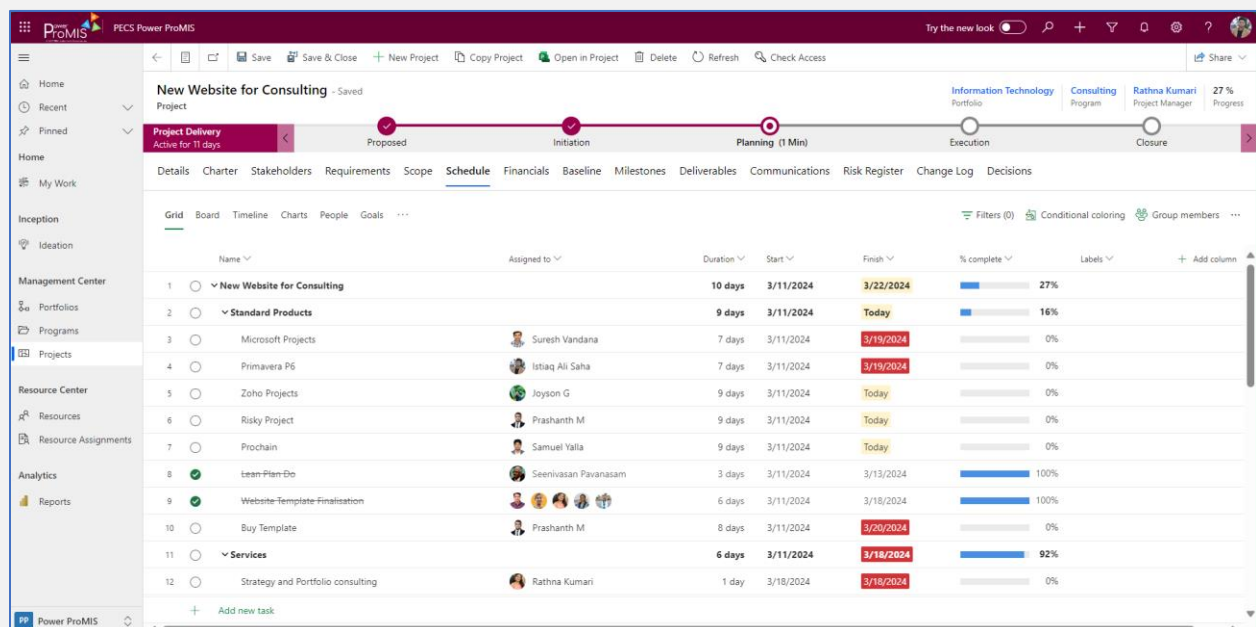 Power ProMIS PECS Power ProMIS Try the new look
Save Save & Close New Project Copy Project Open in Project Delete Refresh Check Access Share
Home
Recent
Pinned
Home
My Work
Inception
Ideation
Management Center
Portfolios
Programs
Projects
Resource Center
Resources
Resource Assignments
Analytics
Reports
PP Power ProMIS
New Website for Consulting - Saved
Project
Information Technology Consulting Rathna Kumari 27 %
Portfolio Program Project Manager Progress
Project Delivery
Active for 11 days
Proposed Initiation Planning (1 Min) Execution Closure
Details Charter Stakeholders Requirements Scope Schedule Financials Baseline Milestones Deliverables Communications Risk Register Change Log Decisions
Grid Board Timeline Charts People Goals ... Filters (0) Conditional coloring Group members ...
Name Assigned to Duration Start Finish % complete Labels + Add column
1 New Website for Consulting 10 days 3/11/2024 3/22/2024 27%
2 Standard Products 9 days 3/11/2024 Today 16%
3 Microsoft Projects Suresh Vandana 7 days 3/11/2024 3/19/2024 0%
4 Primavera P6 Istiaq Ali Saha 7 days 3/11/2024 3/19/2024 0%
5 Zoho Projects Joyson G 9 days 3/11/2024 Today 0%
6 Risky Project Prashanth M 9 days 3/11/2024 Today 0%
7 Prochain Samuel Yalla 9 days 3/11/2024 Today 0%
8 Lean Plan Do Seenivasan Pavanasam 3 days 3/11/2024 3/13/2024 100%
9 Website Template Finalisation 6 days 3/11/2024 3/18/2024 100%
10 Buy Template Prashanth M 8 days 3/11/2024 3/20/2024 0%
11 Services 6 days 3/11/2024 3/18/2024 92%
12 Strategy and Portfolio consulting Rathna Kumari 1 day 3/18/2024 3/18/2024 0%
+ Add new task